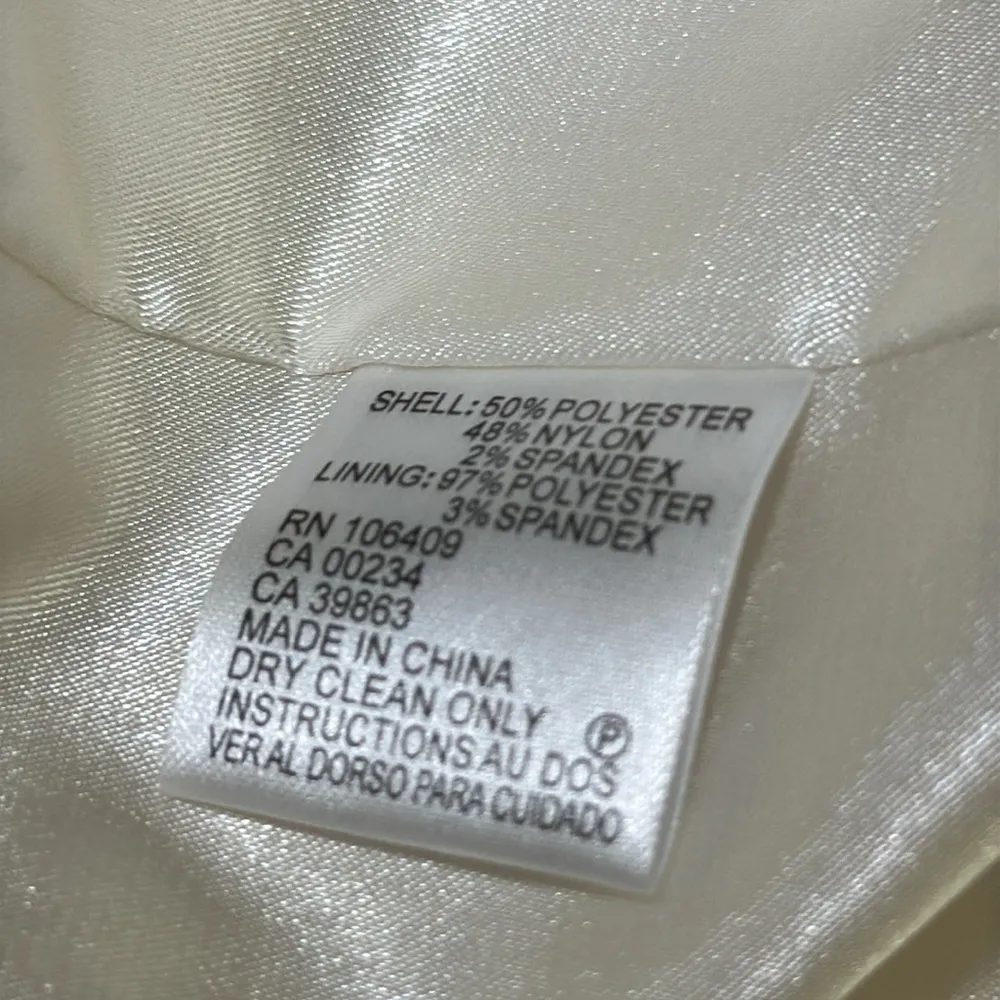 SHELL: 50% POLYESTER
48% NYLON
2% SPANDEX
LINING: 97% POLYESTER
3% SPANDEX
RN 106409
CA 00234
CA 39863
MADE IN CHINA
DRY CLEAN ONLY P
INSTRUCTIONS AU DOS
VER AL DORSO PARA CUIDADO